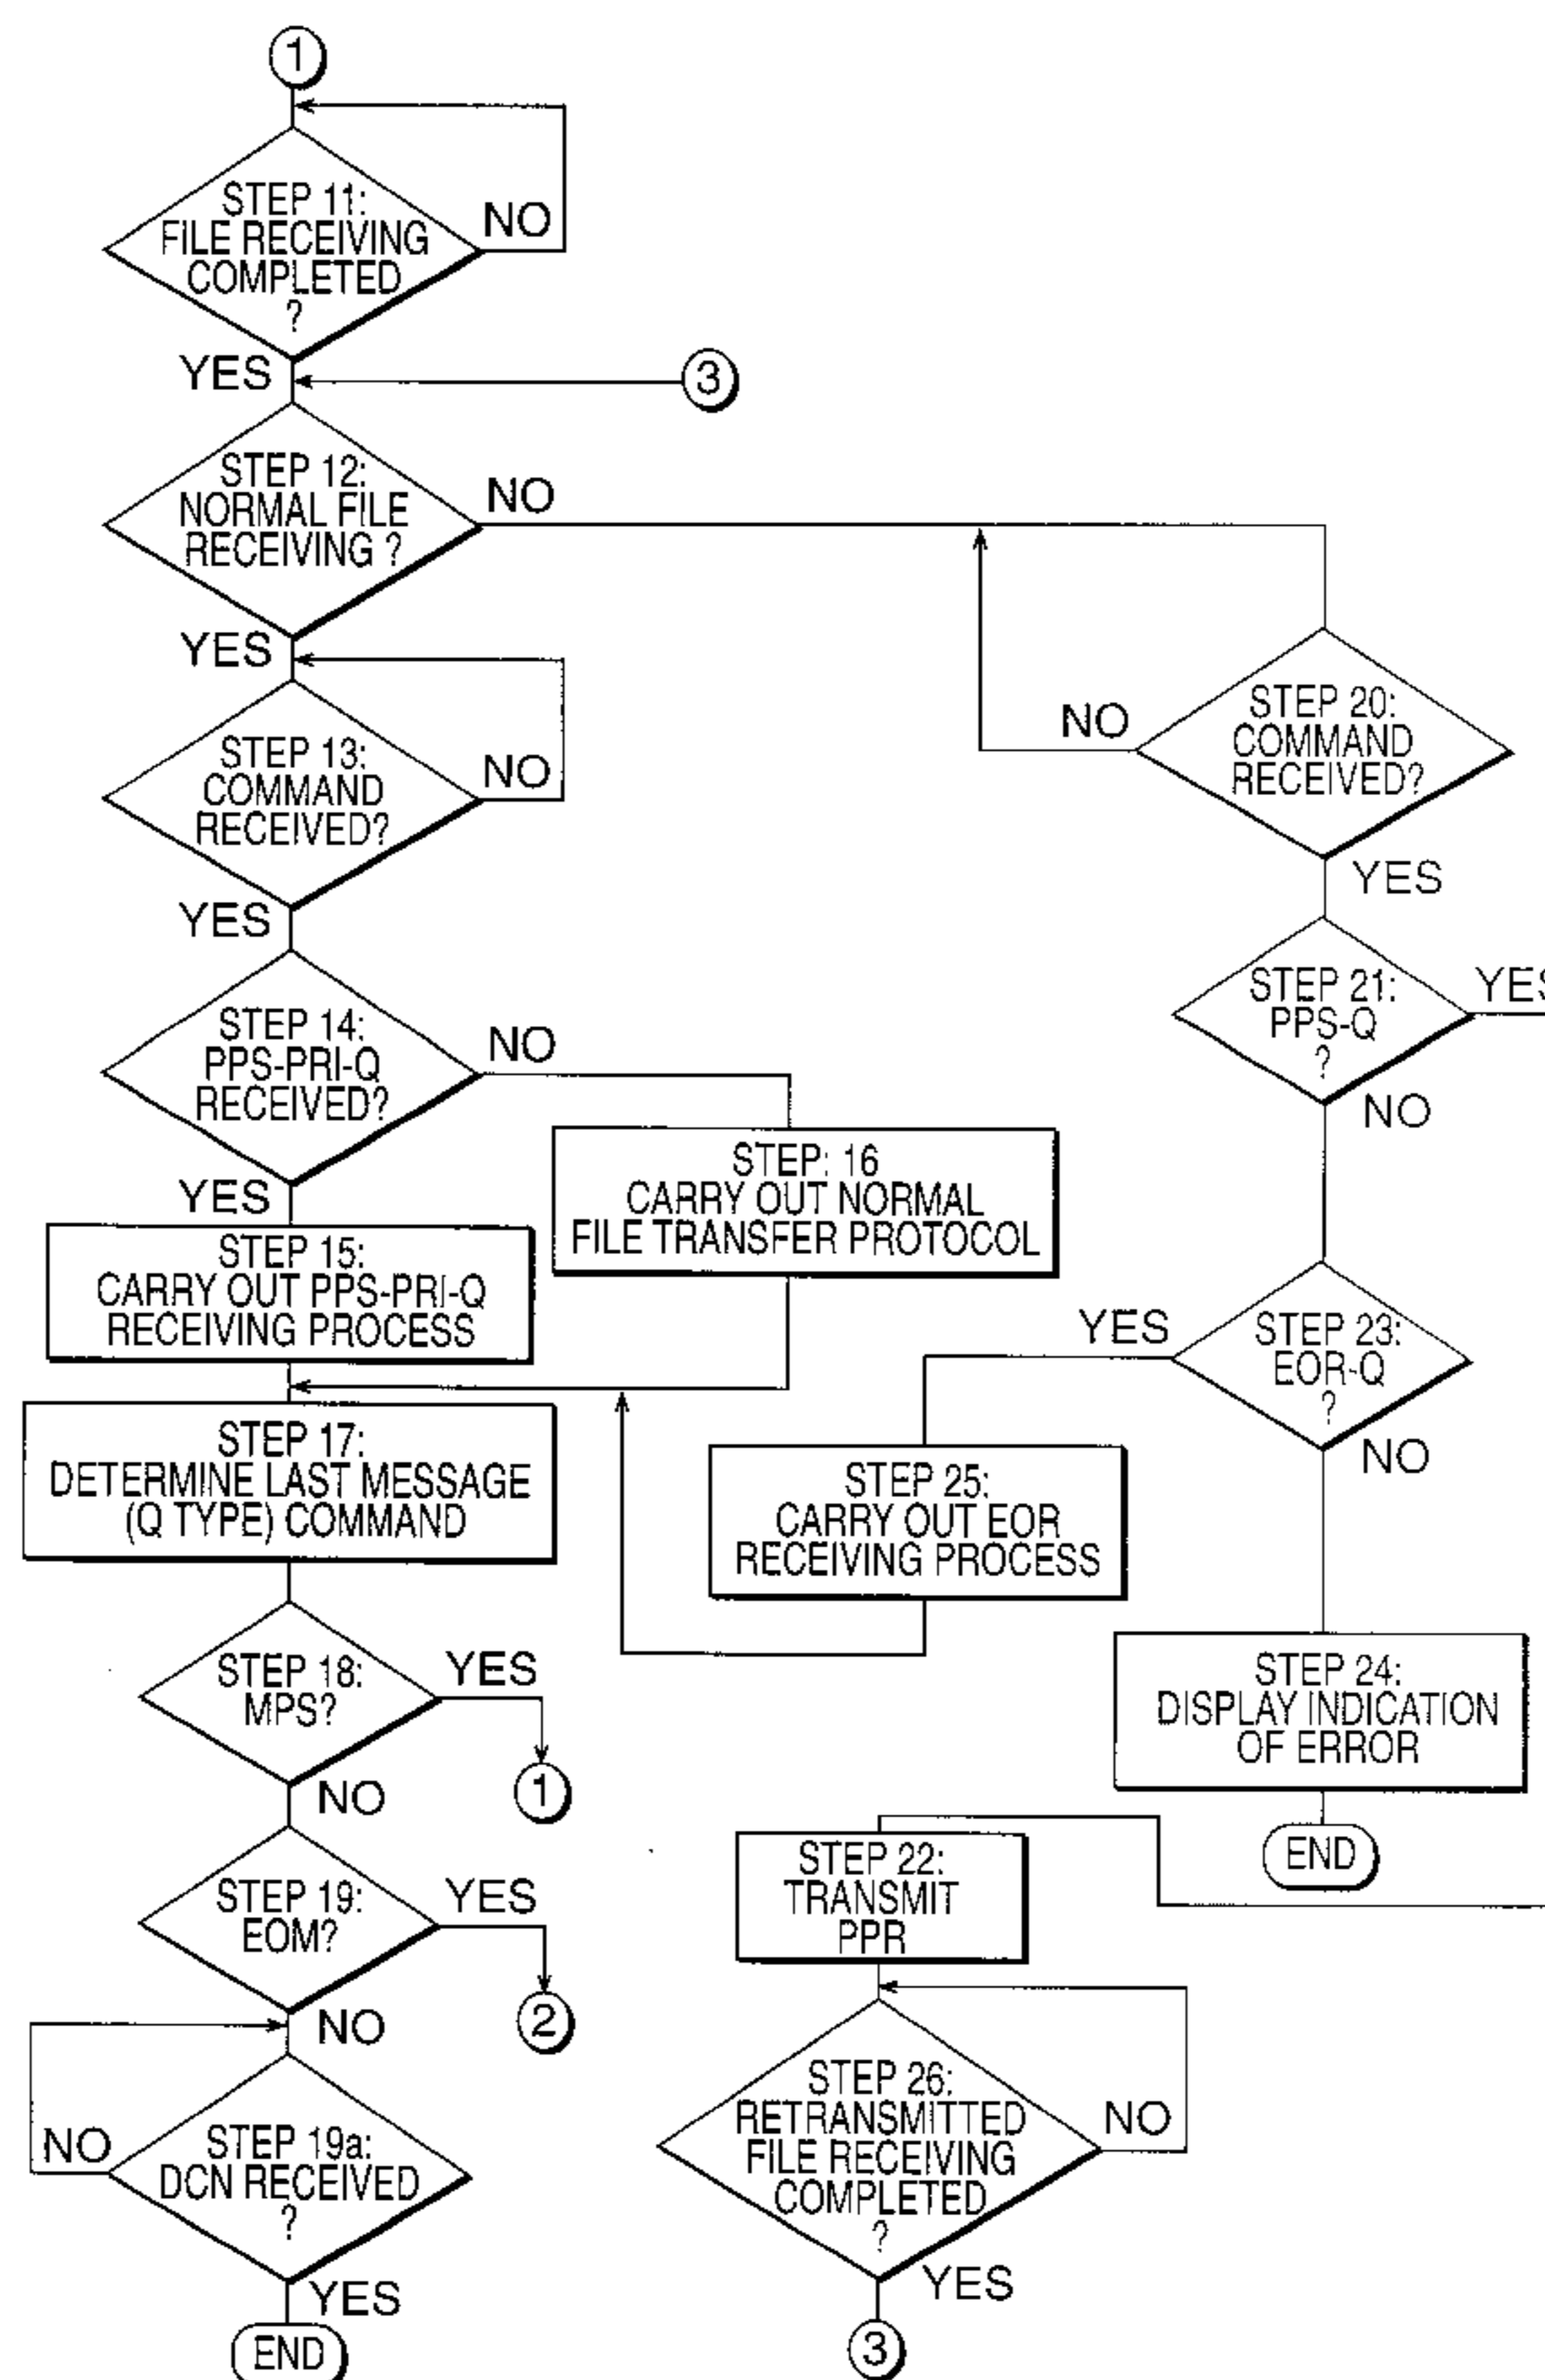 1
STEP 11:
FILE RECEIVING
COMPLETED
?
NO
YES
3
STEP 12:
NORMAL FILE
RECEIVING ?
NO
YES
STEP 13:
COMMAND
RECEIVED?
NO
YES
STEP 14:
PPS-PRI-Q
RECEIVED?
NO
YES
STEP: 16
CARRY OUT NORMAL
FILE TRANSFER PROTOCOL
STEP 15:
CARRY OUT PPS-PRI-Q
RECEIVING PROCESS
STEP 17:
DETERMINE LAST MESSAGE
(Q TYPE) COMMAND
STEP 18:
MPS?
YES
1
NO
STEP 19:
EOM?
YES
2
NO
STEP 19a:
DCN RECEIVED
?
NO
YES
END
STEP 20:
COMMAND
RECEIVED?
NO
YES
STEP 21:
PPS-Q
?
YES
NO
STEP 23:
EOR-Q
?
YES
NO
STEP 25:
CARRY OUT EOR
RECEIVING PROCESS
STEP 24:
DISPLAY INDICATION
OF ERROR
END
STEP 22:
TRANSMIT
PPR
STEP 26:
RETRANSMITTED
FILE RECEIVING
COMPLETED
?
NO
YES
3